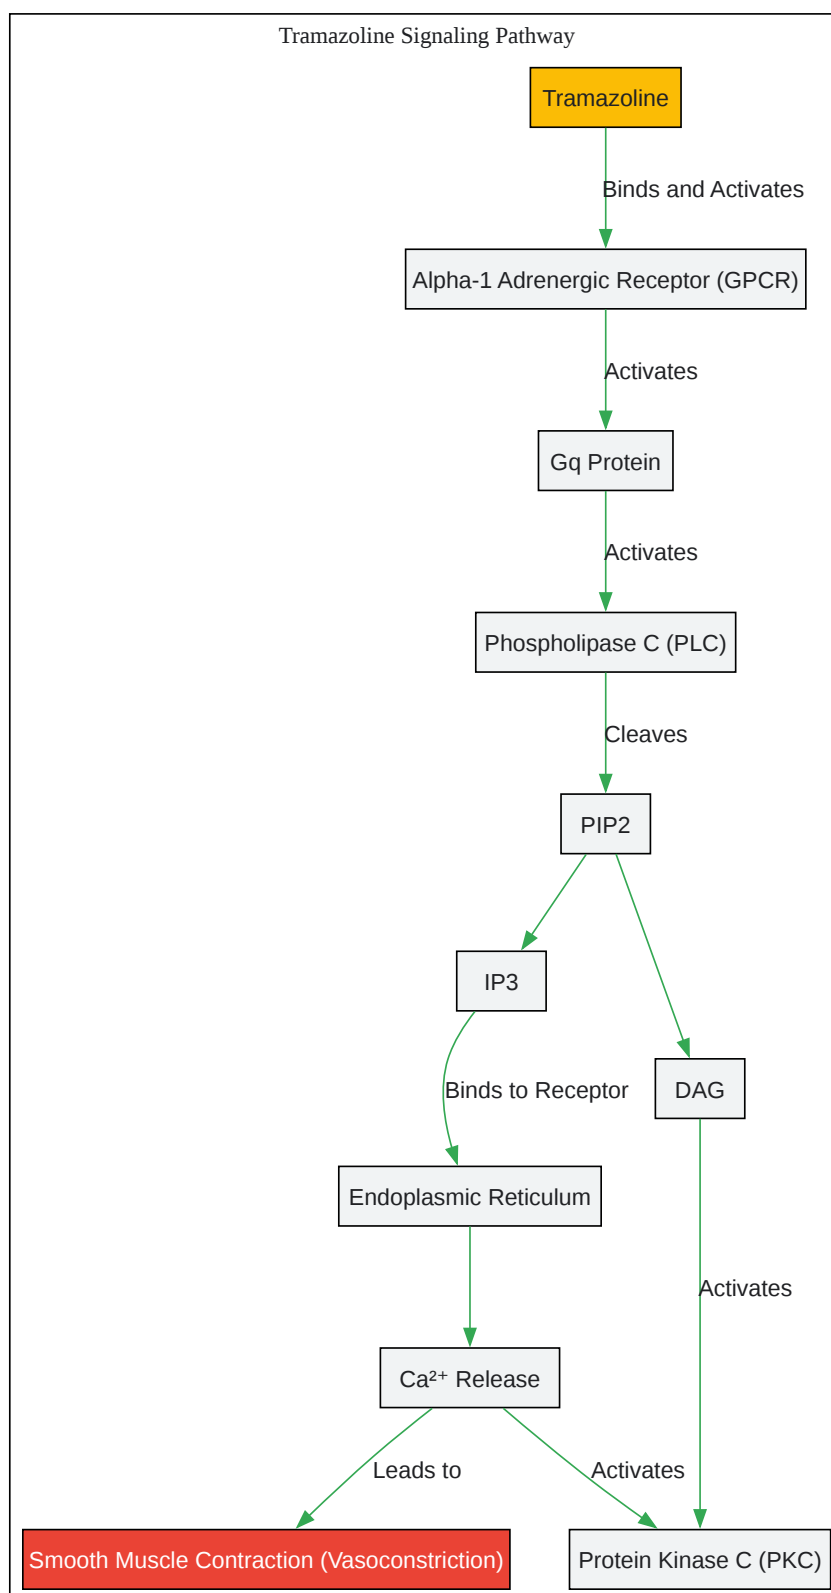 Tramazoline Signaling Pathway
Tramazoline
Binds and Activates
Alpha-1 Adrenergic Receptor (GPCR)
Activates
Gq Protein
Activates
Phospholipase C (PLC)
Cleaves
PIP2
IP3
Binds to Receptor
DAG
Endoplasmic Reticulum
Activates
Ca²⁺ Release
Leads to
Activates
Smooth Muscle Contraction (Vasoconstriction)
Protein Kinase C (PKC)